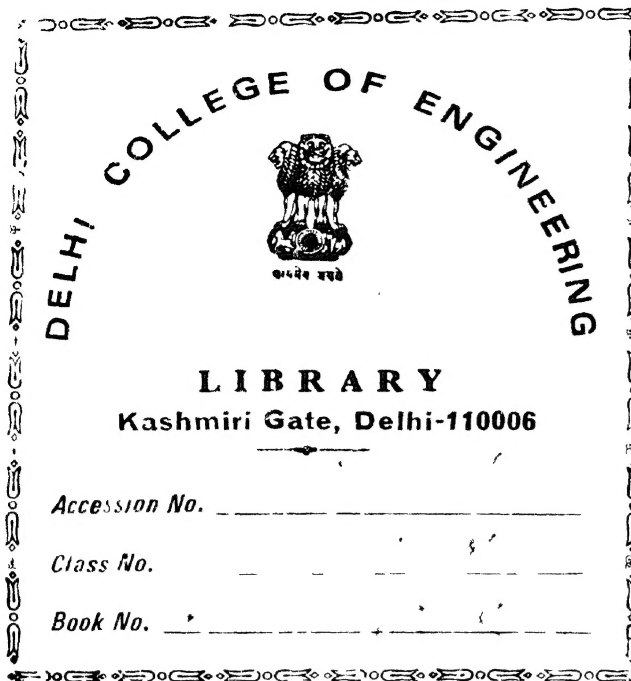 DELHI COLLEGE OF ENGINEERING
LIBRARY
Kashmiri Gate, Delhi-110006
Accession No.
Class No.
Book No.